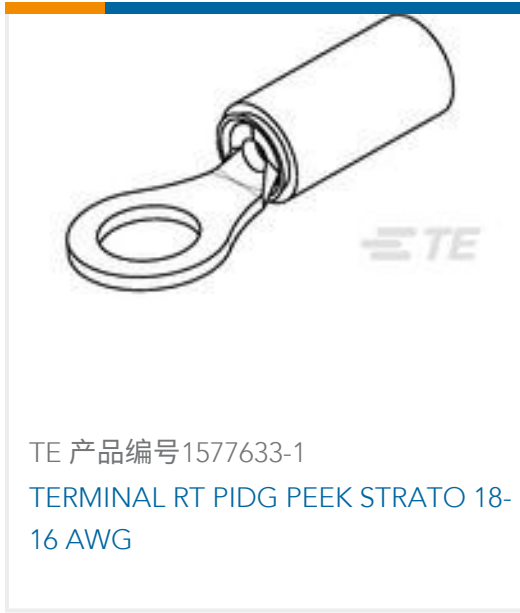 TE
TE 产品编号1577633-1
TERMINAL RT PIDG PEEK STRATO 18-
16 AWG